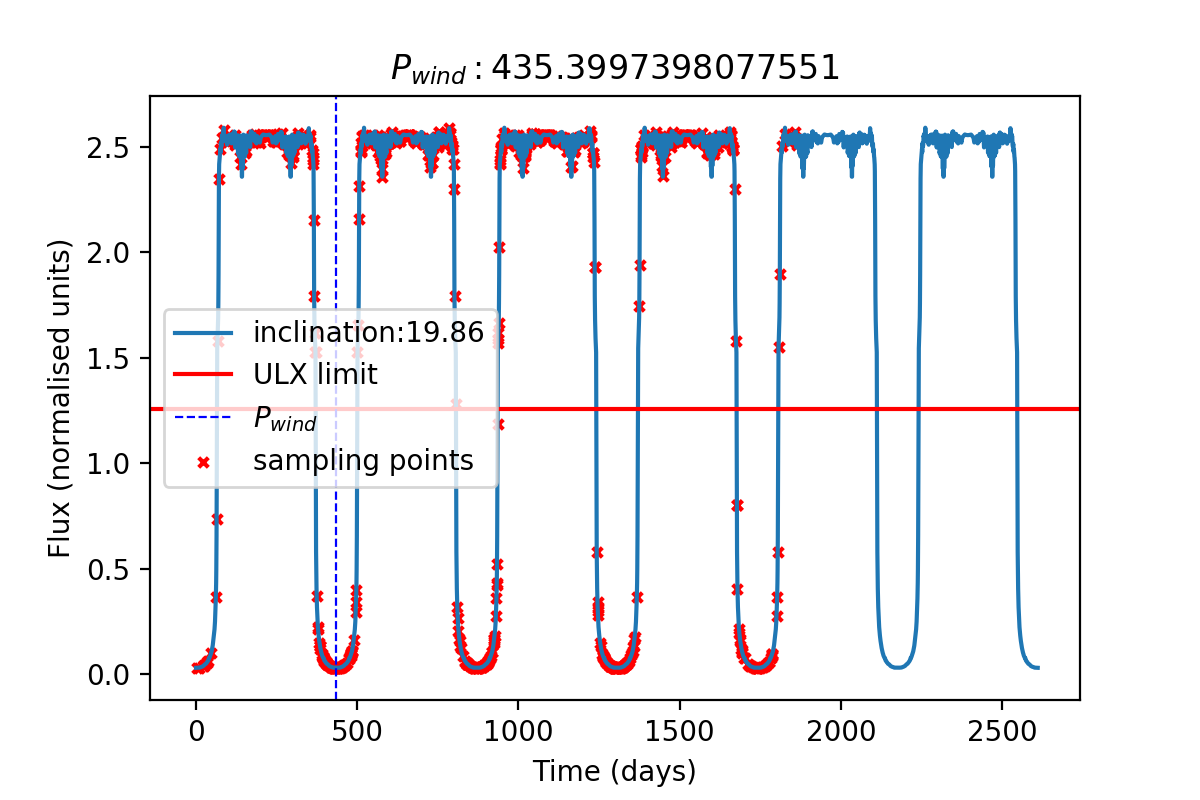 P_wind : 435.3997398077551
Flux (normalised units)
2.5
2.0
1.5
1.0
0.5
0.0
inclination:19.86
ULX limit
P_wind
sampling points
0 500 1000 1500 2000 2500
Time (days)